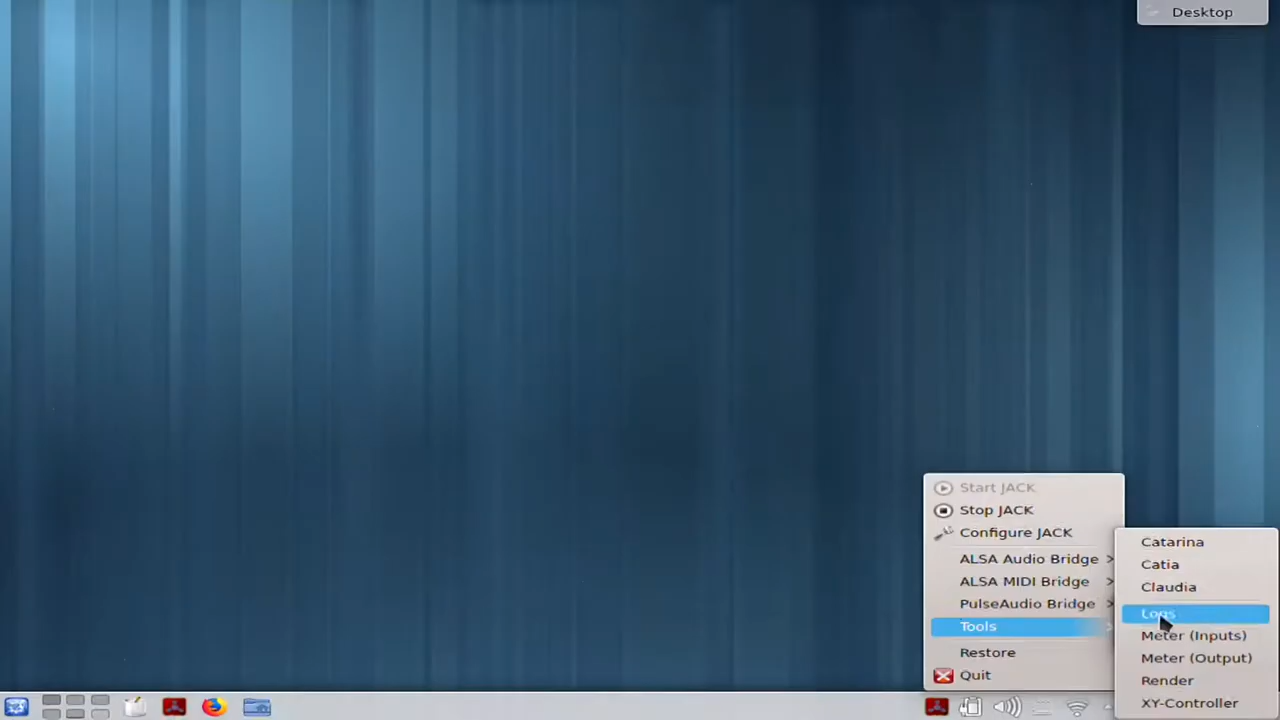 Desktop
Start JACK
Stop JACK
Configure JACK
ALSA Audio Bridge >
ALSA MIDI Bridge >
PulseAudio Bridge >
Tools >
Restore
Quit
Catarina
Catia
Claudia
Logs
Meter (Inputs)
Meter (Output)
Render
XY-Controller